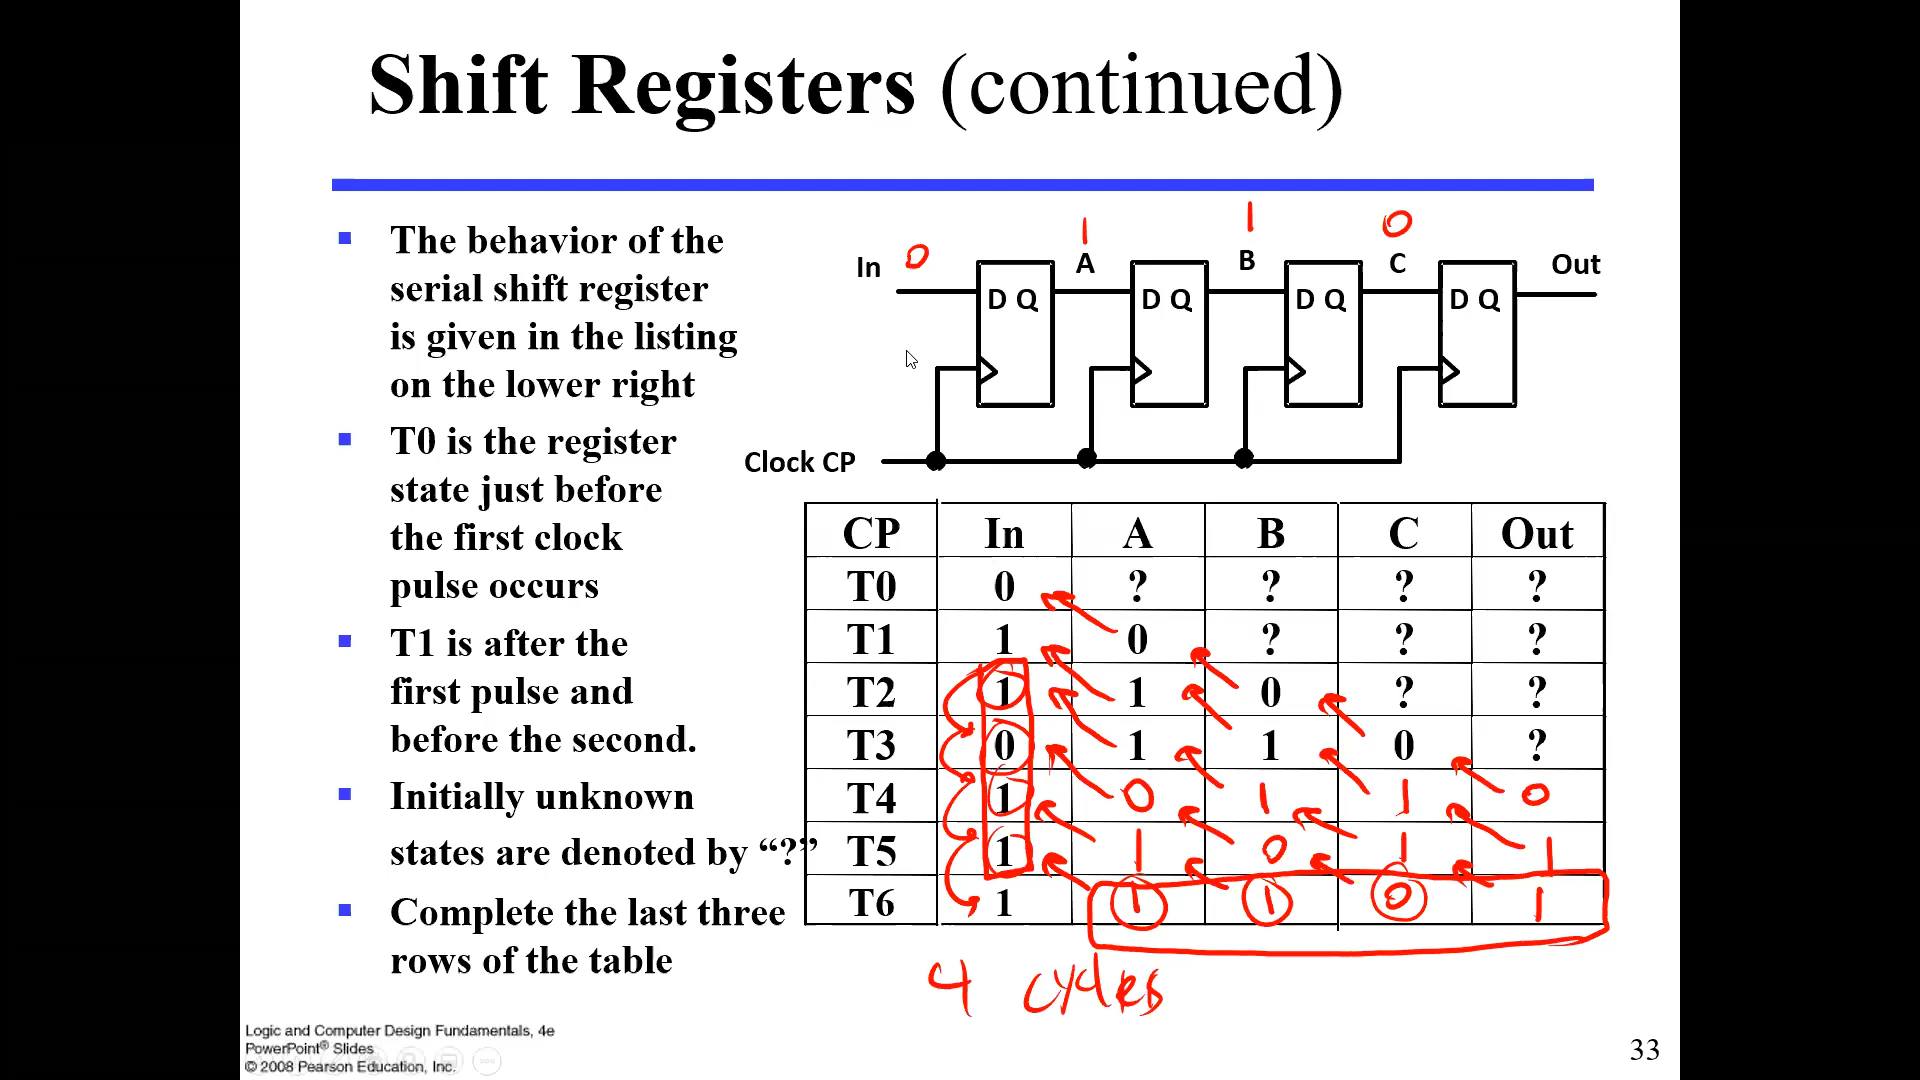 Shift Registers (continued)
The behavior of the
serial shift register
is given in the listing
on the lower right
T0 is the register
state just before
the first clock
pulse occurs
T1 is after the
first pulse and
before the second.
Initially unknown
states are denoted by “?”
Complete the last three
rows of the table
0 1 1 0
In A B C Out
D Q D Q D Q D Q
Clock CP
CP In A B C Out
T0 0 ? ? ? ?
T1 1 0 ? ? ?
T2 1 1 0 ? ?
T3 0 1 1 0 ?
T4 1 0 1 1 0
T5 1 1 0 1 1
T6 1 1 1 0 1
4 cycles
Logic and Computer Design Fundamentals, 4e
PowerPoint® Slides
© 2008 Pearson Education, Inc.
33